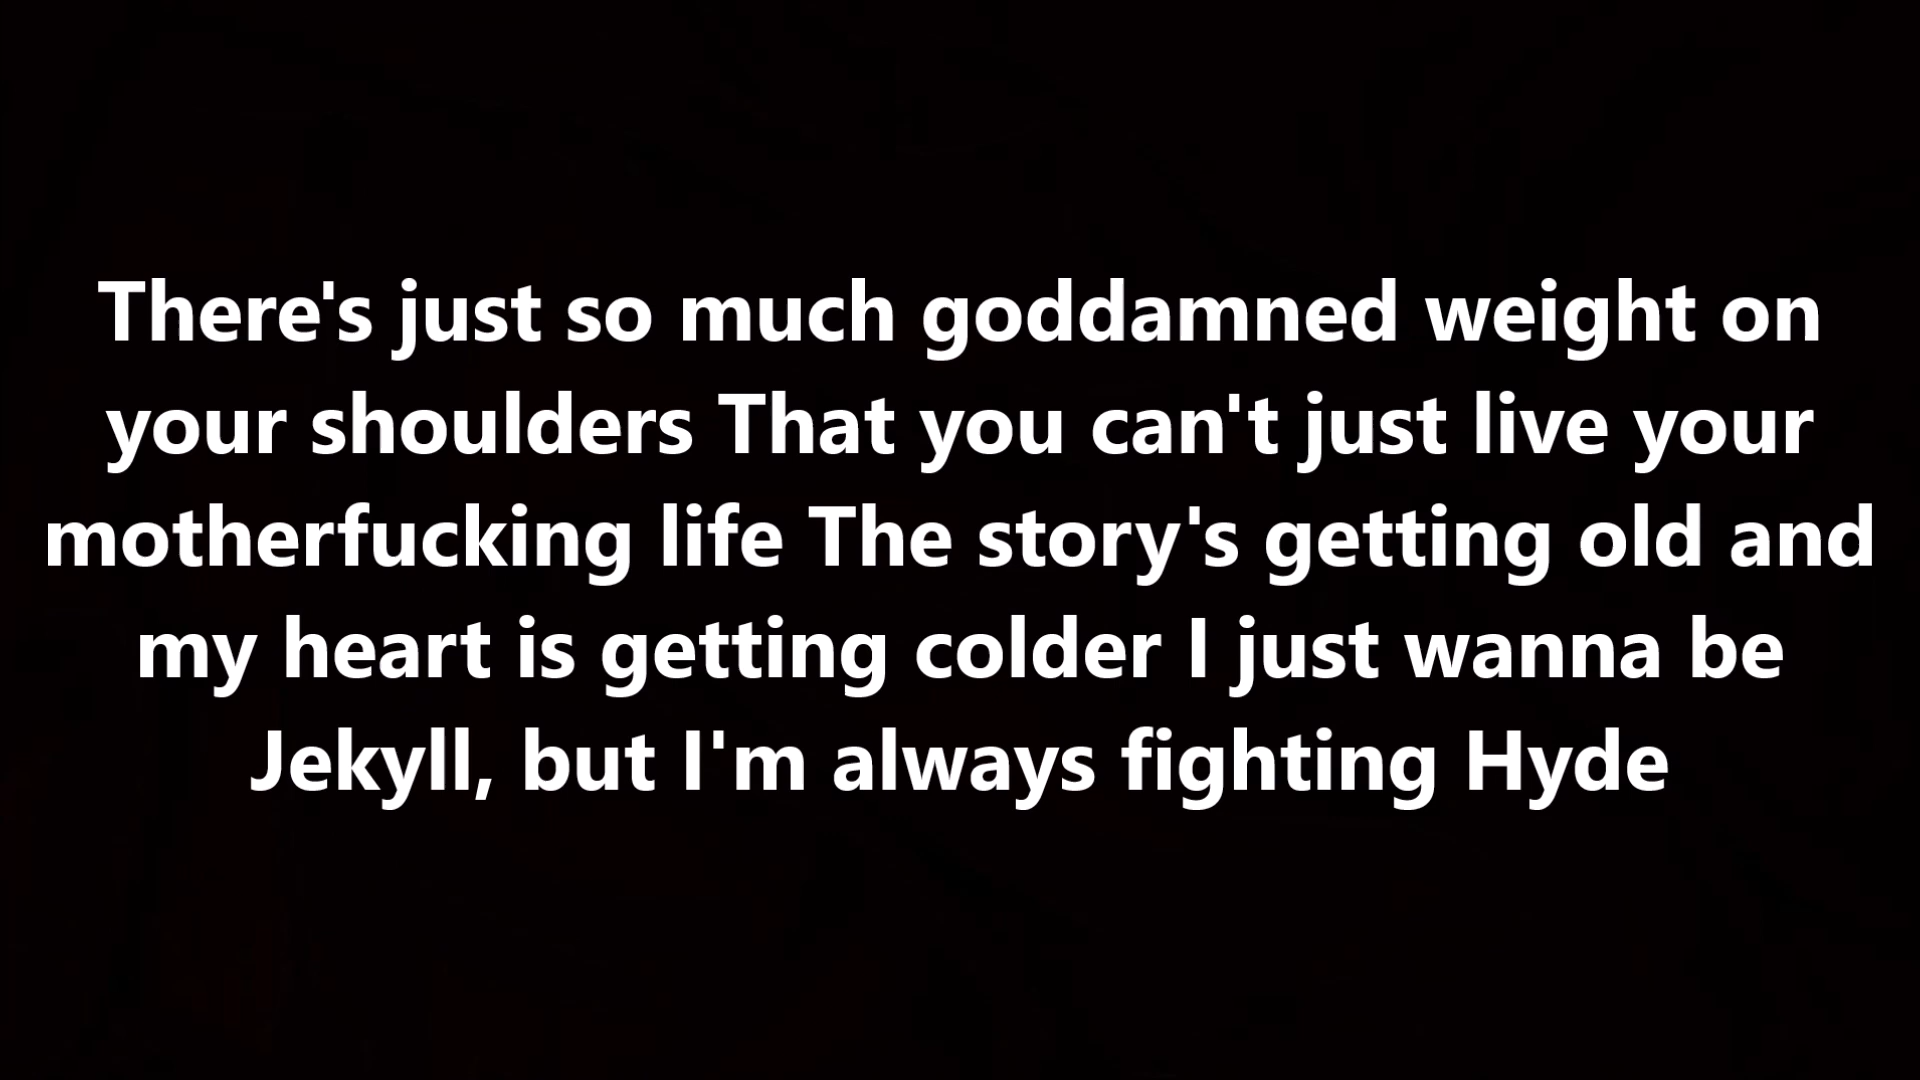 There's just so much goddamned weight on
your shoulders That you can't just live your
motherfucking life The story's getting old and
my heart is getting colder I just wanna be
Jekyll, but I'm always fighting Hyde